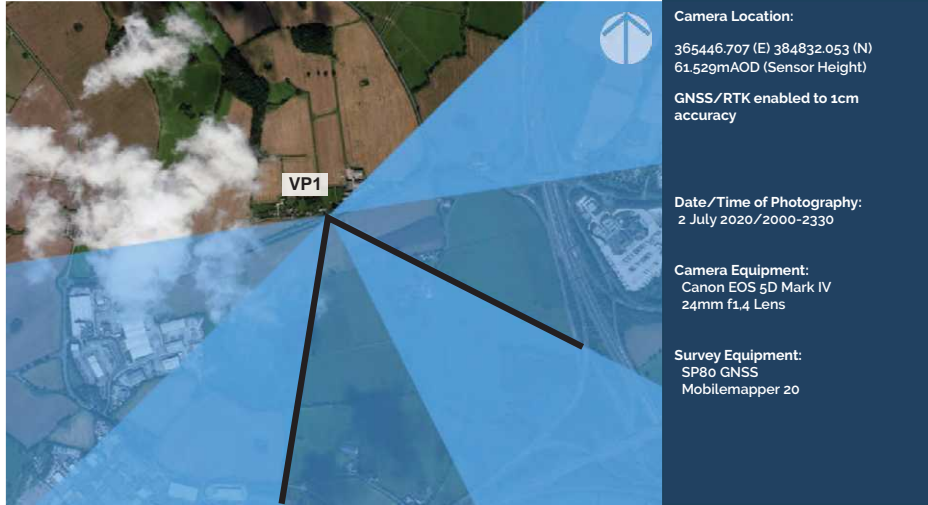 VP1
Camera Location:
365446.707 (E) 384832.053 (N)
61.529mAOD (Sensor Height)
GNSS/RTK enabled to 1cm
accuracy
Date/Time of Photography:
2 July 2020/2000-2330
Camera Equipment:
Canon EOS 5D Mark IV
24mm f1,4 Lens
Survey Equipment:
SP80 GNSS
Mobilemapper 20